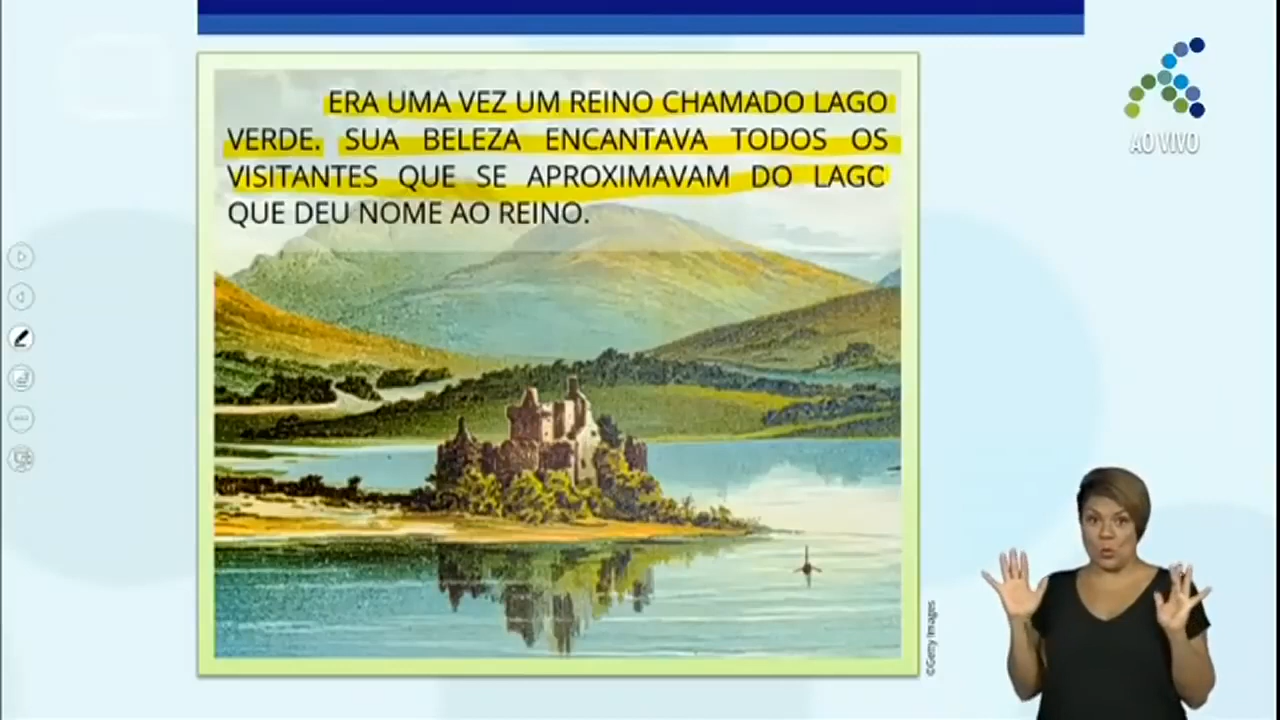 ERA UMA VEZ UM REINO CHAMADO LAGO
VERDE. SUA BELEZA ENCANTAVA TODOS OS
VISITANTES QUE SE APROXIMAVAM DO LAGO
QUE DEU NOME AO REINO.
AO VIVO
©Getty Images